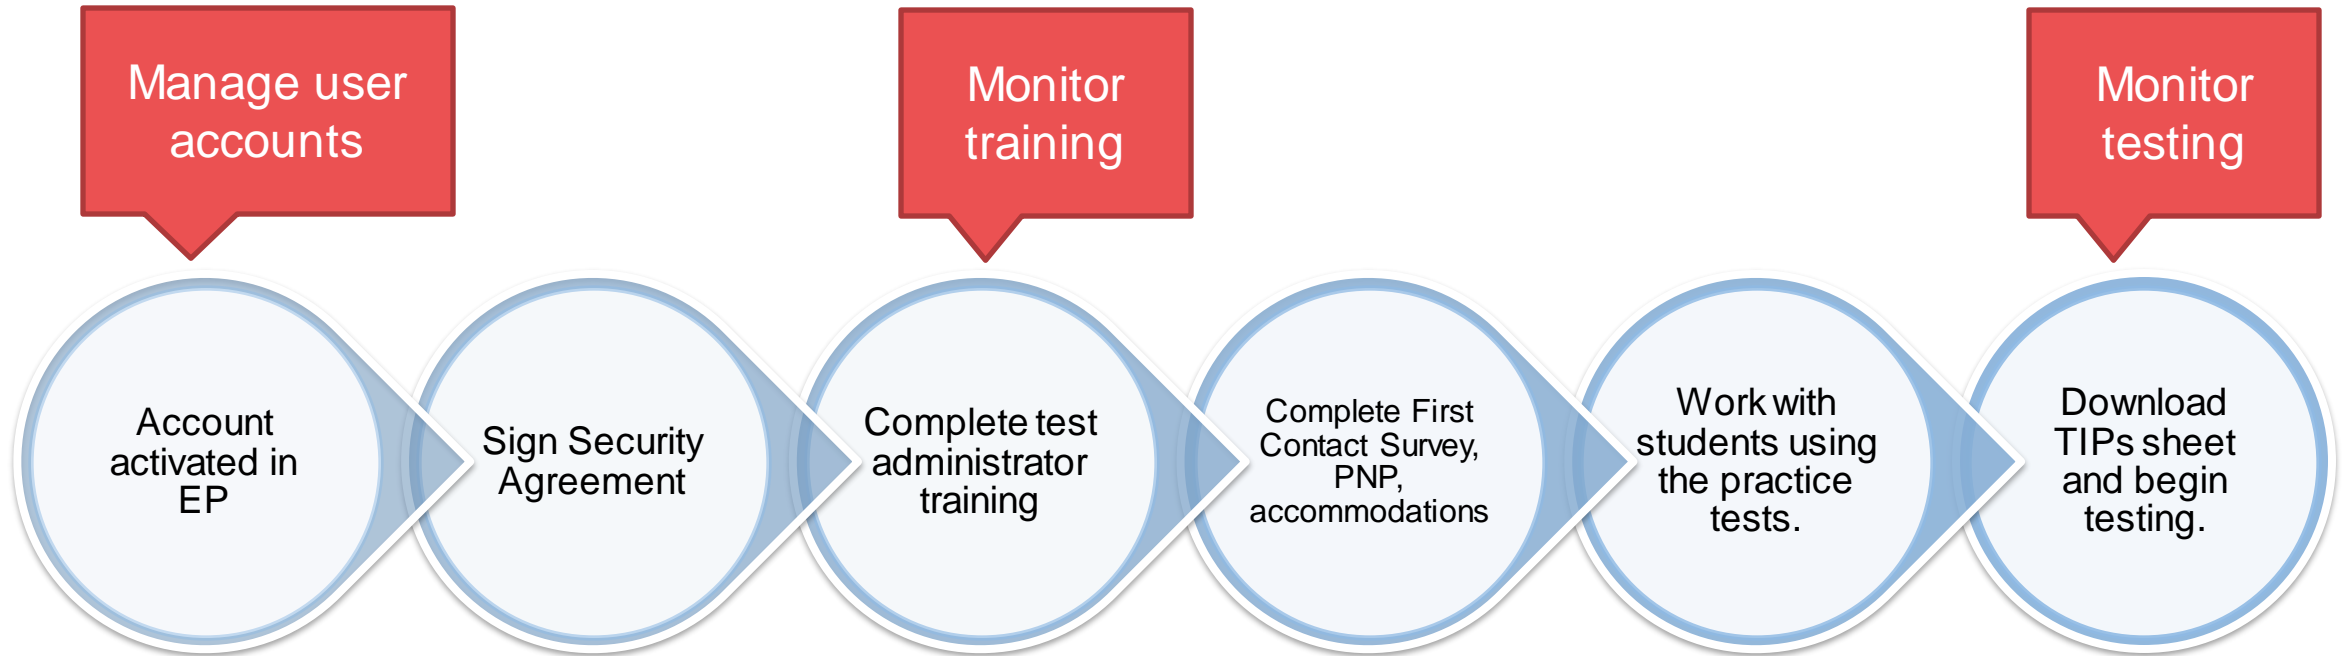 Manage user
accounts
Monitor
training
Monitor
testing
Account
activated in
EP
Sign Security
Agreement
Complete test
administrator
training
Complete First
Contact Survey,
PNP,
accommodations
Work with
students using
the practice
tests.
Download
TIPs sheet
and begin
testing.